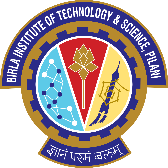 BIRLA INSTITUTE OF TECHNOLOGY & SCIENCE, PILANI
ज्ञानं परमं बलम्